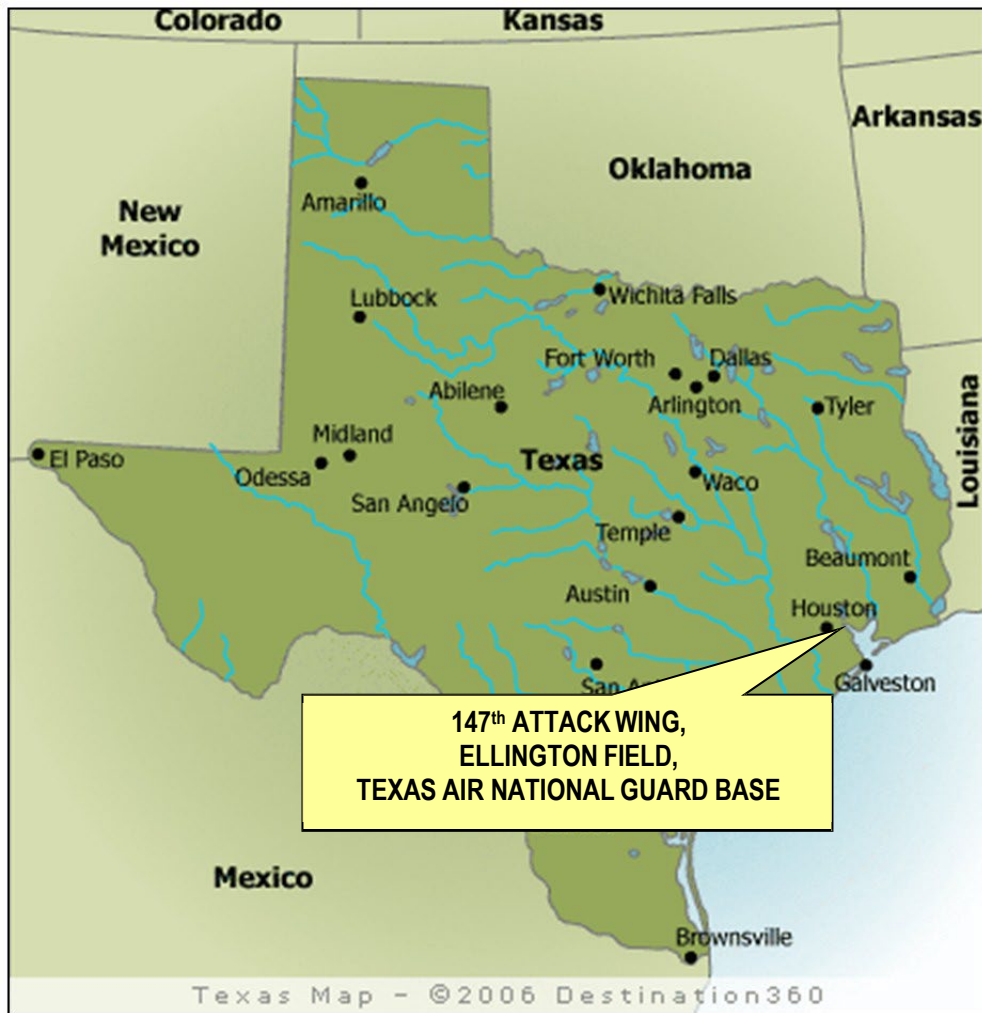 Colorado
Kansas
Arkansas
Oklahoma
New
Mexico
Amarillo
Lubbock
Wichita Falls
Fort Worth
Dallas
Abilene
Arlington
Tyler
Louisiana
El Paso
Midland
Odessa
Texas
Waco
San Angelo
Temple
Beaumont
Austin
Houston
San
Galveston
147th ATTACK WING,
ELLINGTON FIELD,
TEXAS AIR NATIONAL GUARD BASE
Mexico
Brownsville
Texas Map - ©2006 Destination360